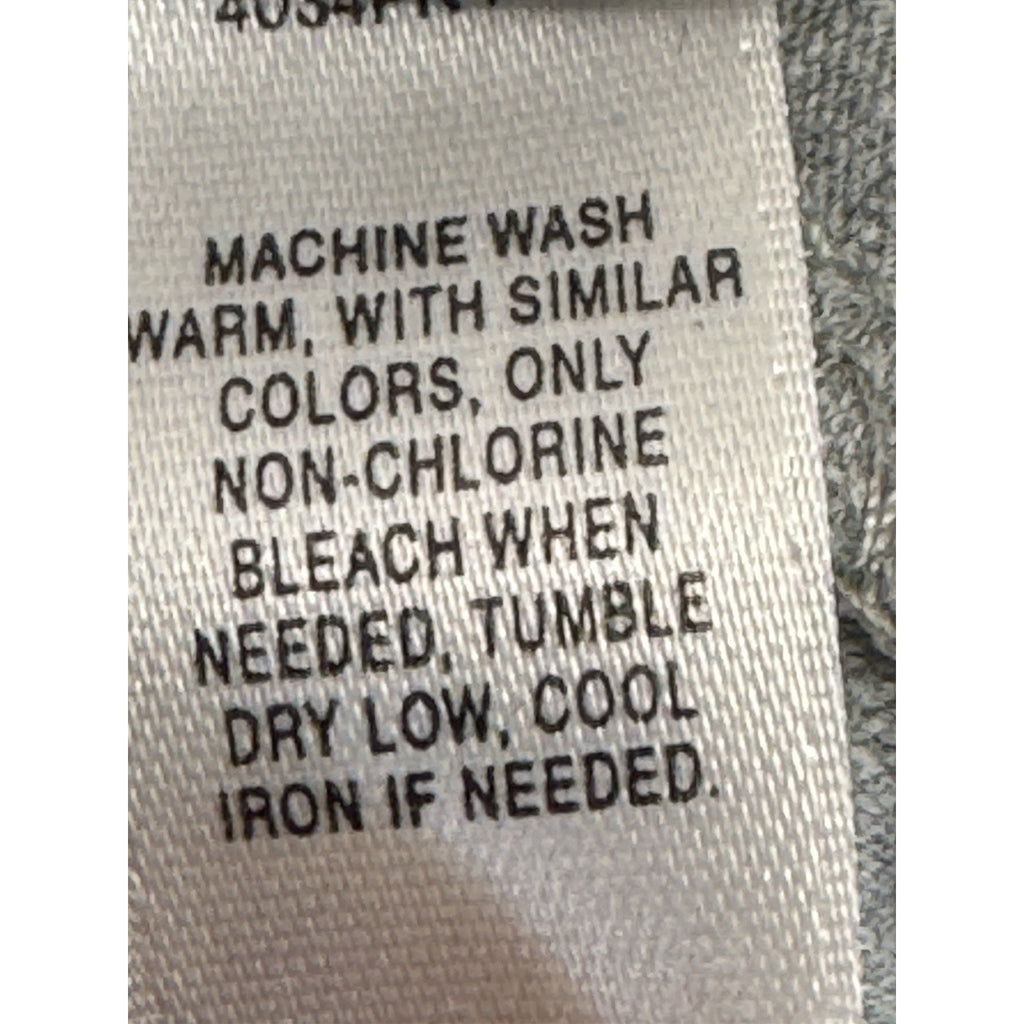 MACHINE WASH
WARM, WITH SIMILAR
COLORS, ONLY
NON-CHLORINE
BLEACH WHEN
NEEDED, TUMBLE
DRY LOW, COOL
IRON IF NEEDED.